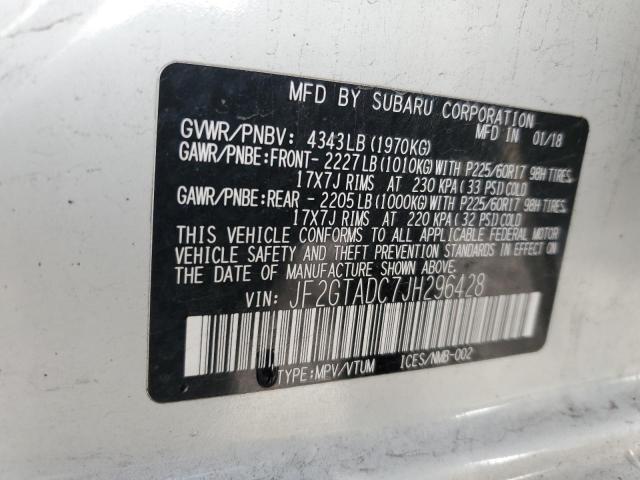 MFD BY SUBARU CORPORATION
MFD IN 01/18
GVWR/PNBV: 4343LB(1970KG)
GAWR/PNBE:FRONT- 2227LB(1010KG)WITH P225/60R17 98H TIRES,
17X7J RIMS AT 230 KPA(33 PSI)COLD
GAWR/PNBE:REAR - 2205LB(1000KG)WITH P225/60R17 98H TIRES,
17X7J RIMS AT 220 KPA(32 PSI)COLD
THIS VEHICLE CONFORMS TO ALL APPLICABLE FEDERAL MOTOR
VEHICLE SAFETY AND THEFT PREVENTION STANDARDS IN EFFECT ON
THE DATE OF MANUFACTURE SHOWN ABOVE.
VIN: JF2GTADC7JH296428
TYPE:MPV/VTUM ICES/NMB-002